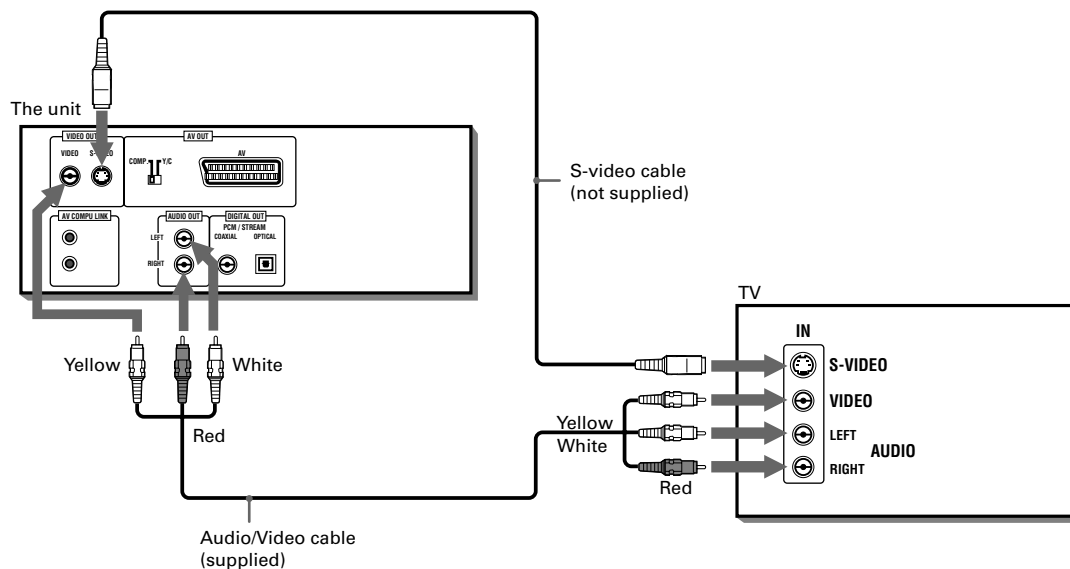 The unit
VIDEO OUT
AV OUT
VIDEO
COMP.
Y/C
AV
S-video cable
(not supplied)
AV COMPU LINK
AUDIO OUT
DIGITAL OUT
PCM / STREAM
LEFT
COAXIAL
OPTICAL
RIGHT
TV
IN
Yellow
White
S-VIDEO
VIDEO
Red
Yellow
White
LEFT
AUDIO
RIGHT
Red
Audio/Video cable
(supplied)